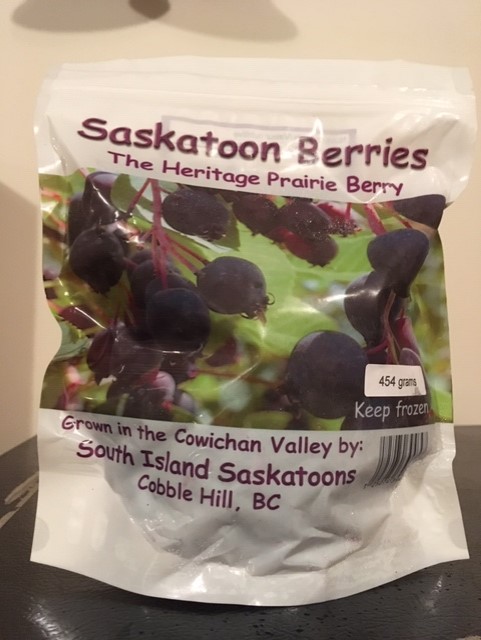 Saskatoon Berries
The Heritage Prairie Berry
454 grams
Keep frozen
Grown in the Cowichan Valley by:
South Island Saskatoons
Cobble Hill, BC